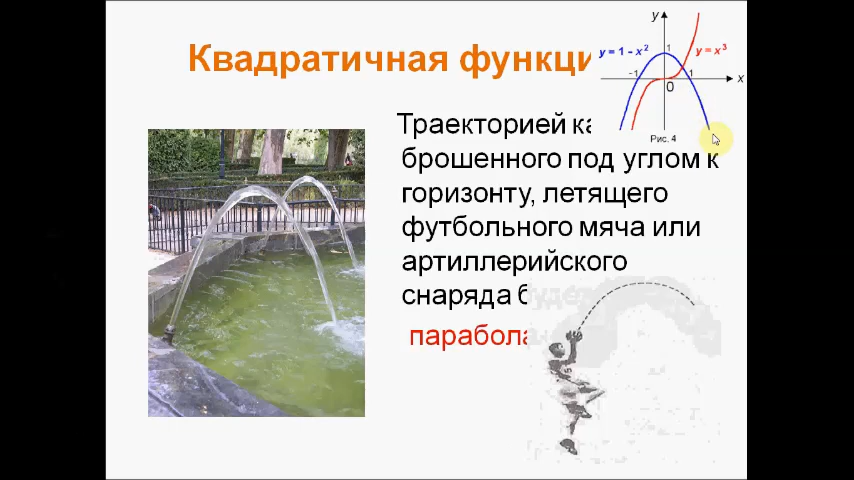 Квадратичная функци
Траекторией ка
брошенного под углом к
горизонту, летящего
футбольного мяча или
артиллерийского
снаряда буде
парабола
y
y = 1 - x²
1
y = x³
-1
0
1
x
Рис. 4